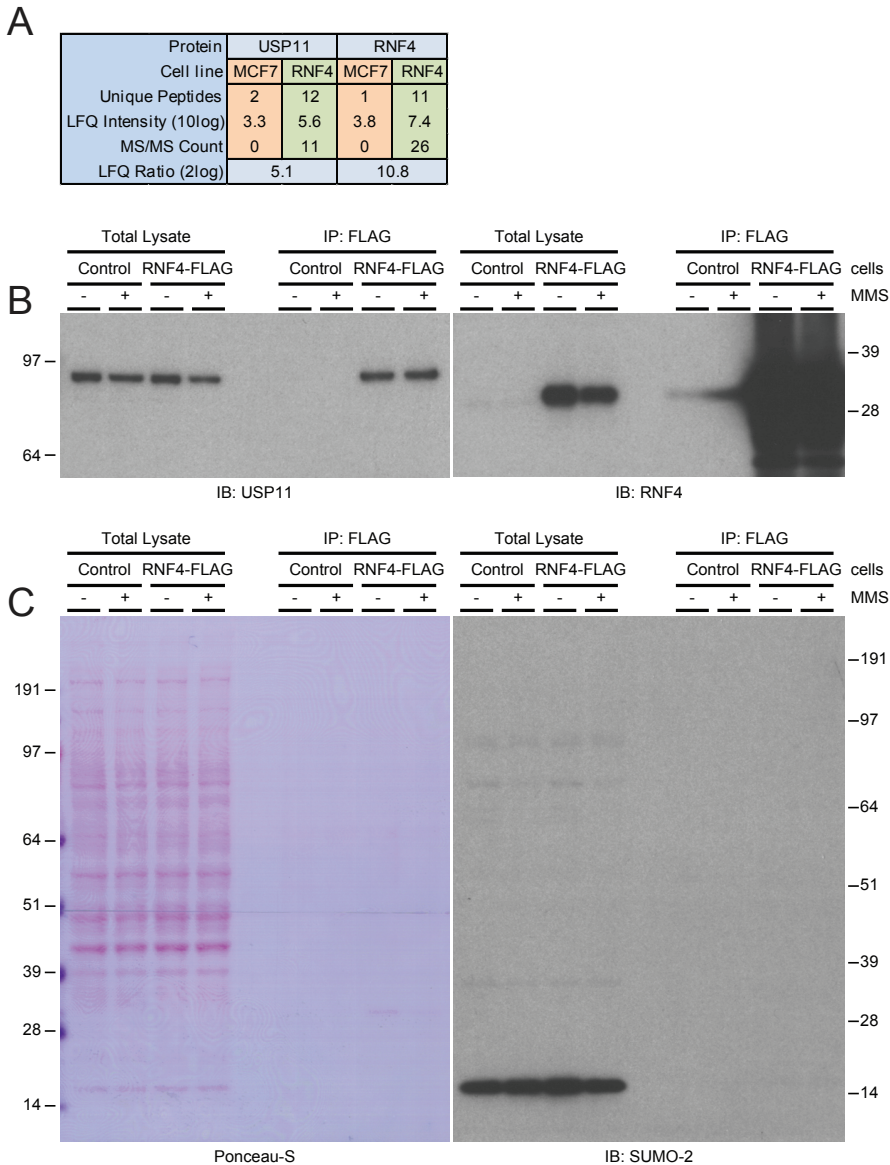 A
Protein USP11 RNF4
Cell line MCF7 RNF4 MCF7 RNF4
Unique Peptides 2 12 1 11
LFQ Intensity (10log) 3.3 5.6 3.8 7.4
MS/MS Count 0 11 0 26
LFQ Ratio (2log) 5.1 10.8
Total Lysate IP: FLAG Total Lysate IP: FLAG
Control RNF4-FLAG Control RNF4-FLAG Control RNF4-FLAG Control RNF4-FLAG cells
B - + - + - + - + - + - + - + - + MMS
97 –
64 –
–39
–28
IB: USP11 IB: RNF4
Total Lysate IP: FLAG Total Lysate IP: FLAG
Control RNF4-FLAG Control RNF4-FLAG Control RNF4-FLAG Control RNF4-FLAG cells
C - + - + - + - + - + - + - + - + MMS
191 –
97 –
64 –
51 –
39 –
28 –
14 –
–191
–97
–64
–51
–39
–28
–14
Ponceau-S IB: SUMO-2